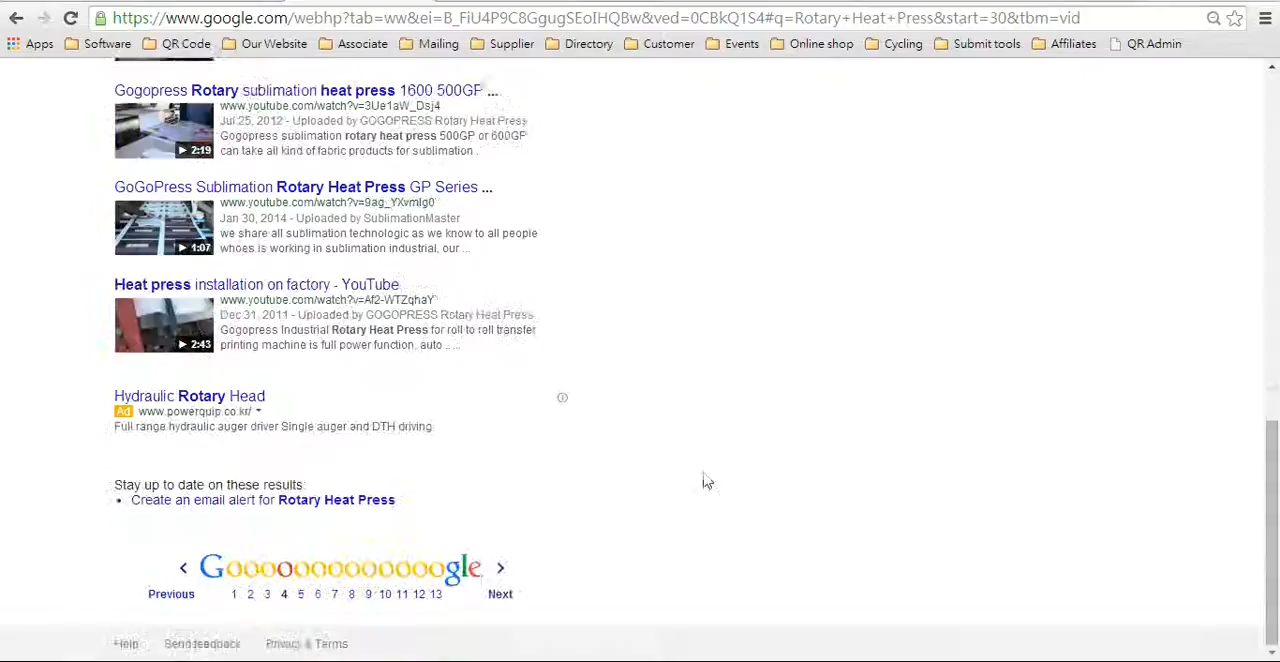 https://www.google.com/webhp?tab=ww&ei=B_FiU4P9C8GgugSEoIHQBw&ved=0CBkQ1S4#q=Rotary+Heat+Press&start=30&tbm=vid
Apps Software QR Code Our Website Associate Mailing Supplier Directory Customer Events Online shop Cycling Submit tools Affiliates QR Admin
Gogopress Rotary sublimation heat press 1600 500GP ...
www.youtube.com/watch?v=3Ue1aW_Dsj4
Jul 25, 2012 - Uploaded by GOGOPRESS Rotary Heat Press
Gogopress sublimation rotary heat press 500GP or 600GP
can take all kind of fabric products for sublimation .
2:19
GoGoPress Sublimation Rotary Heat Press GP Series ...
www.youtube.com/watch?v=9ag_YXvmIg0
Jan 30, 2014 - Uploaded by SublimationMaster
we share all sublimation technologic as we know to all people
whoes is working in sublimation industrial, our ...
1:07
Heat press installation on factory - YouTube
www.youtube.com/watch?v=Af2-WTZqhaY
Dec 31, 2011 - Uploaded by GOGOPRESS Rotary Heat Press
Gogopress Industrial Rotary Heat Press for roll to roll transfer
printing machine is full power function, auto ... ...
2:43
Hydraulic Rotary Head
Ad www.powerquip.co.kr/
Full range hydraulic auger driver Single auger and DTH driving
Stay up to date on these results:
• Create an email alert for Rotary Heat Press
< Goooooooooooooogle >
Previous 1 2 3 4 5 6 7 8 9 10 11 12 13 Next
Help Send feedback Privacy & Terms